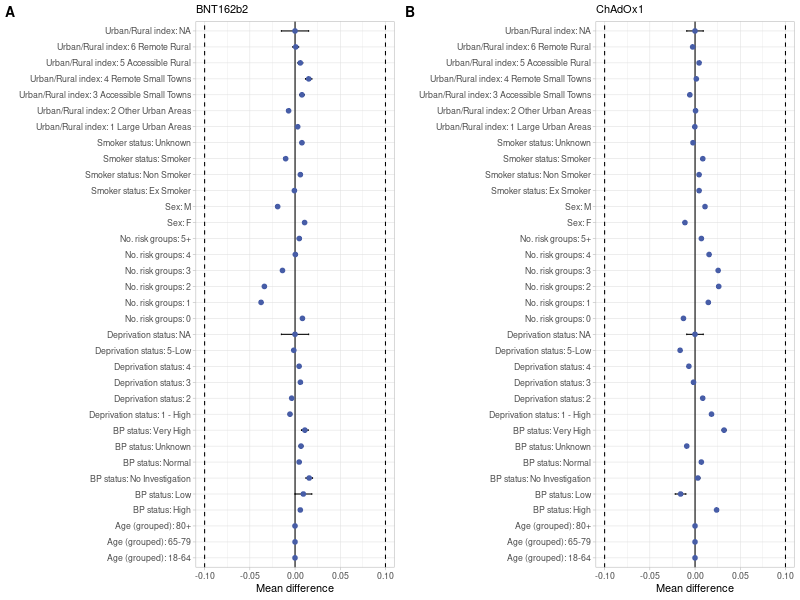 A
BNT162b2
Urban/Rural index: NA
Urban/Rural index: 6 Remote Rural
Urban/Rural index: 5 Accessible Rural
Urban/Rural index: 4 Remote Small Towns
Urban/Rural index: 3 Accessible Small Towns
Urban/Rural index: 2 Other Urban Areas
Urban/Rural index: 1 Large Urban Areas
Smoker status: Unknown
Smoker status: Smoker
Smoker status: Non Smoker
Smoker status: Ex Smoker
Sex: M
Sex: F
No. risk groups: 5+
No. risk groups: 4
No. risk groups: 3
No. risk groups: 2
No. risk groups: 1
No. risk groups: 0
Deprivation status: NA
Deprivation status: 5-Low
Deprivation status: 4
Deprivation status: 3
Deprivation status: 2
Deprivation status: 1 - High
BP status: Very High
BP status: Unknown
BP status: Normal
BP status: No Investigation
BP status: Low
BP status: High
Age (grouped): 80+
Age (grouped): 65-79
Age (grouped): 18-64
-0.10 -0.05 0.00 0.05 0.10
Mean difference
B
ChAdOx1
Urban/Rural index: NA
Urban/Rural index: 6 Remote Rural
Urban/Rural index: 5 Accessible Rural
Urban/Rural index: 4 Remote Small Towns
Urban/Rural index: 3 Accessible Small Towns
Urban/Rural index: 2 Other Urban Areas
Urban/Rural index: 1 Large Urban Areas
Smoker status: Unknown
Smoker status: Smoker
Smoker status: Non Smoker
Smoker status: Ex Smoker
Sex: M
Sex: F
No. risk groups: 5+
No. risk groups: 4
No. risk groups: 3
No. risk groups: 2
No. risk groups: 1
No. risk groups: 0
Deprivation status: NA
Deprivation status: 5-Low
Deprivation status: 4
Deprivation status: 3
Deprivation status: 2
Deprivation status: 1 - High
BP status: Very High
BP status: Unknown
BP status: Normal
BP status: No Investigation
BP status: Low
BP status: High
Age (grouped): 80+
Age (grouped): 65-79
Age (grouped): 18-64
-0.10 -0.05 0.00 0.05 0.10
Mean difference